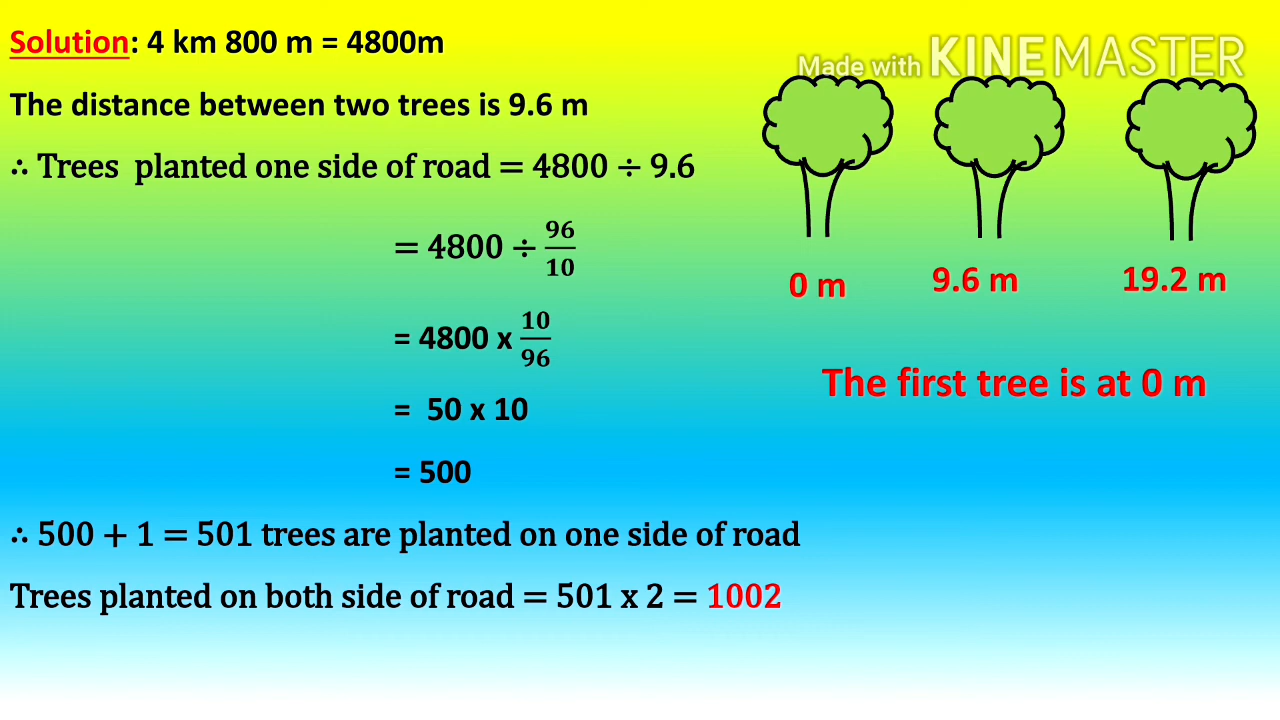 Solution: 4 km 800 m = 4800m
Made with KINEMASTER
The distance between two trees is 9.6 m
∴ Trees planted one side of road = 4800 ÷ 9.6
= 4800 ÷ 96/10
= 4800 x 10/96
= 50 x 10
= 500
0 m 9.6 m 19.2 m
The first tree is at 0 m
∴ 500 + 1 = 501 trees are planted on one side of road
Trees planted on both side of road = 501 x 2 = 1002